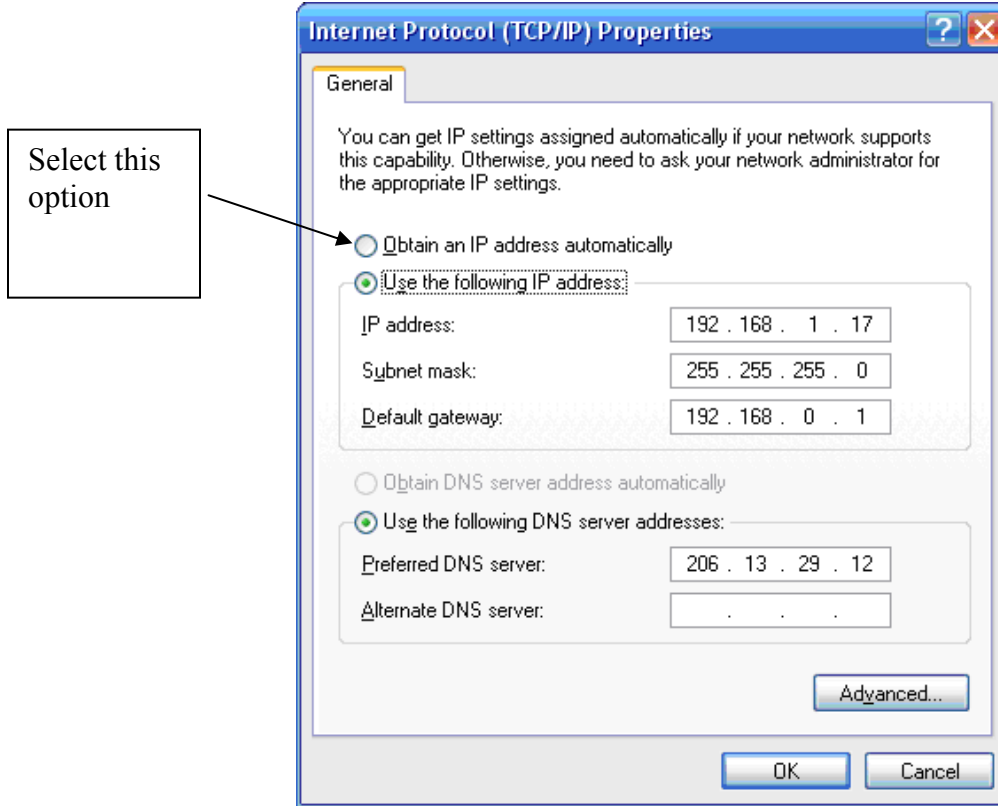 Internet Protocol (TCP/IP) Properties
General
You can get IP settings assigned automatically if your network supports
this capability. Otherwise, you need to ask your network administrator for
the appropriate IP settings.
Select this
option
Obtain an IP address automatically
Use the following IP address:
IP address: 192 . 168 . 1 . 17
Subnet mask: 255 . 255 . 255 . 0
Default gateway: 192 . 168 . 0 . 1
Obtain DNS server address automatically
Use the following DNS server addresses:
Preferred DNS server: 206 . 13 . 29 . 12
Alternate DNS server: . . .
Advanced...
OK Cancel